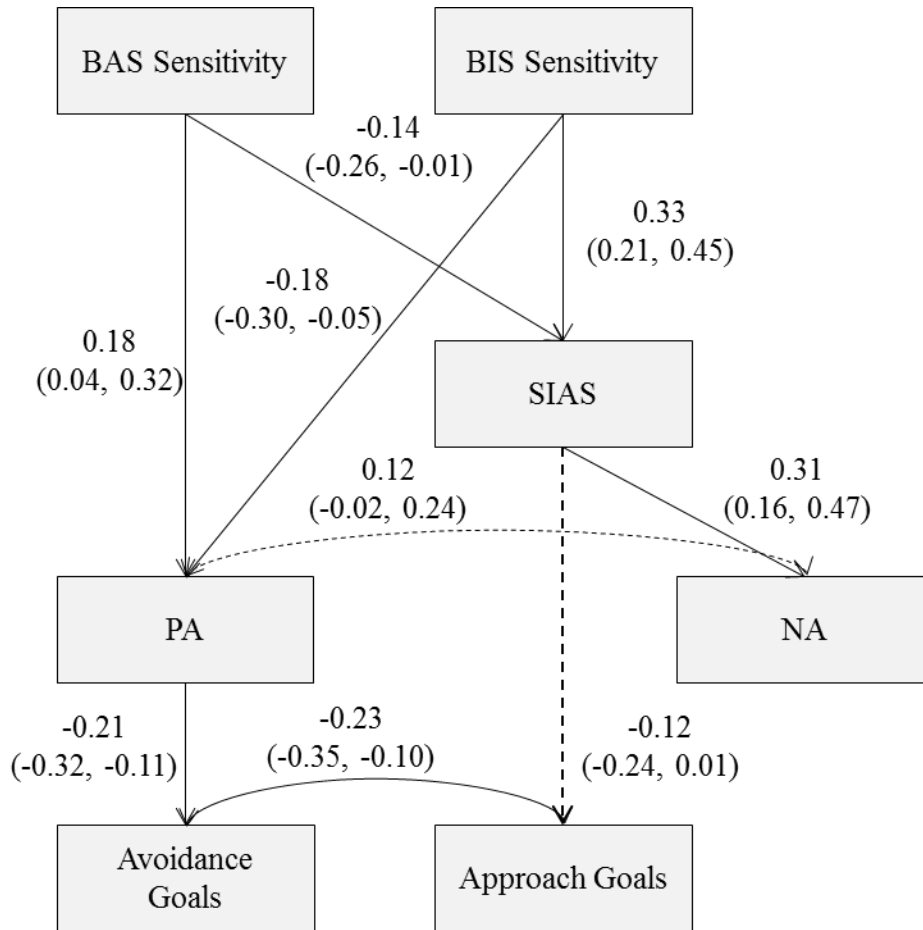 BAS Sensitivity
BIS Sensitivity
-0.14
(-0.26, -0.01)
0.33
(0.21, 0.45)
-0.18
(-0.30, -0.05)
0.18
(0.04, 0.32)
SIAS
0.12
(-0.02, 0.24)
0.31
(0.16, 0.47)
PA
NA
-0.21
(-0.32, -0.11)
-0.23
(-0.35, -0.10)
-0.12
(-0.24, 0.01)
Avoidance
Goals
Approach Goals